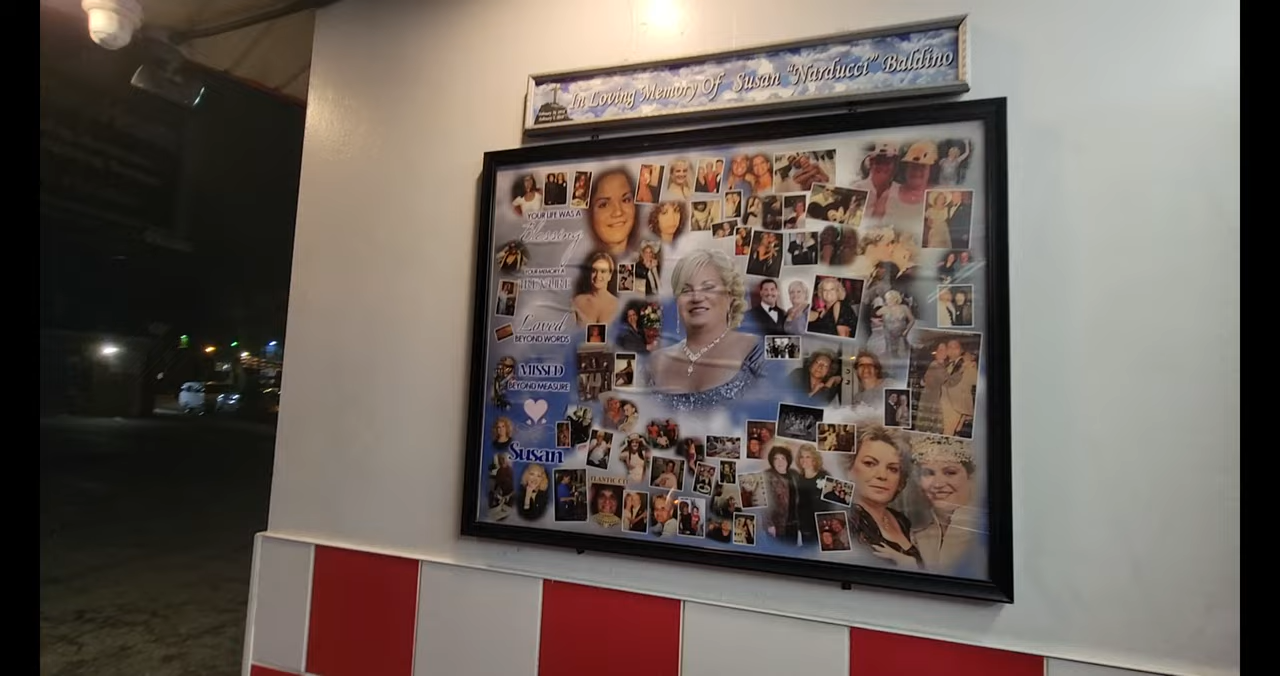 In Loving Memory Of Susan "Narducci" Baldino
YOUR LIFE WAS A
Blessing
YOUR MEMORY A
TREASURE
Loved
BEYOND WORDS
MISSED
BEYOND MEASURE
Susan